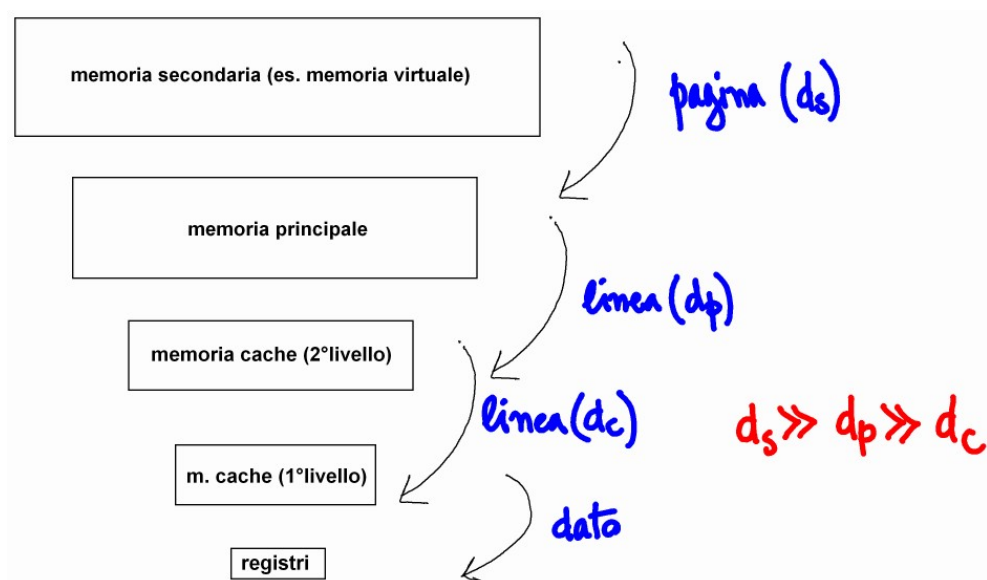 memoria secondaria (es. memoria virtuale)
pagina (ds)
memoria principale
linea (dp)
memoria cache (2°livello)
linea (dc)
ds >> dp >> dc
m. cache (1°livello)
dato
registri